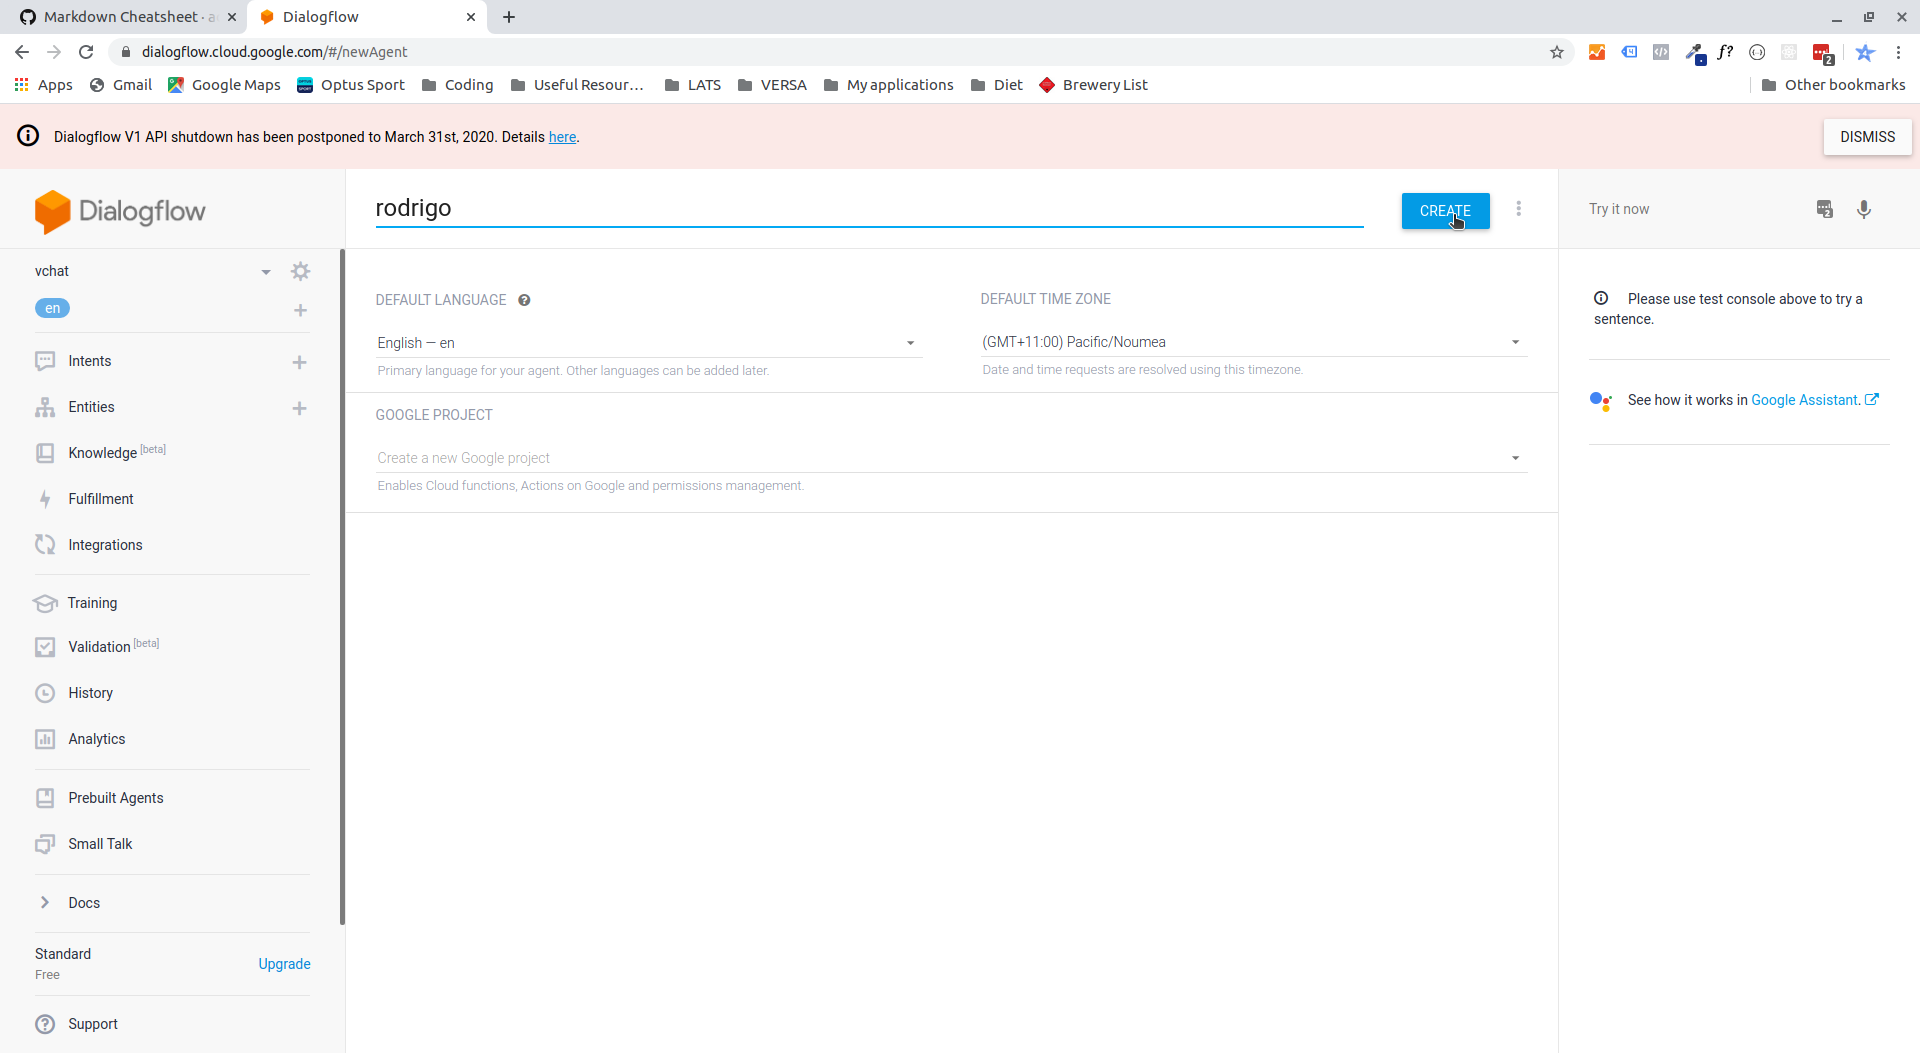 Markdown Cheatsheet · a
Dialogflow
dialogflow.cloud.google.com/#/newAgent
Apps
Gmail
Google Maps
Optus Sport
Coding
Useful Resour…
LATS
VERSA
My applications
Diet
Brewery List
Other bookmarks
Dialogflow V1 API shutdown has been postponed to March 31st, 2020. Details here.
DISMISS
Dialogflow
rodrigo
CREATE
Try it now
vchat
en
Intents
Entities
Knowledge [beta]
Fulfillment
Integrations
Training
Validation [beta]
History
Analytics
Prebuilt Agents
Small Talk
Docs
Standard
Free
Upgrade
Support
DEFAULT LANGUAGE
English — en
Primary language for your agent. Other languages can be added later.
DEFAULT TIME ZONE
(GMT+11:00) Pacific/Noumea
Date and time requests are resolved using this timezone.
GOOGLE PROJECT
Create a new Google project
Enables Cloud functions, Actions on Google and permissions management.
Please use test console above to try a
sentence.
See how it works in Google Assistant.